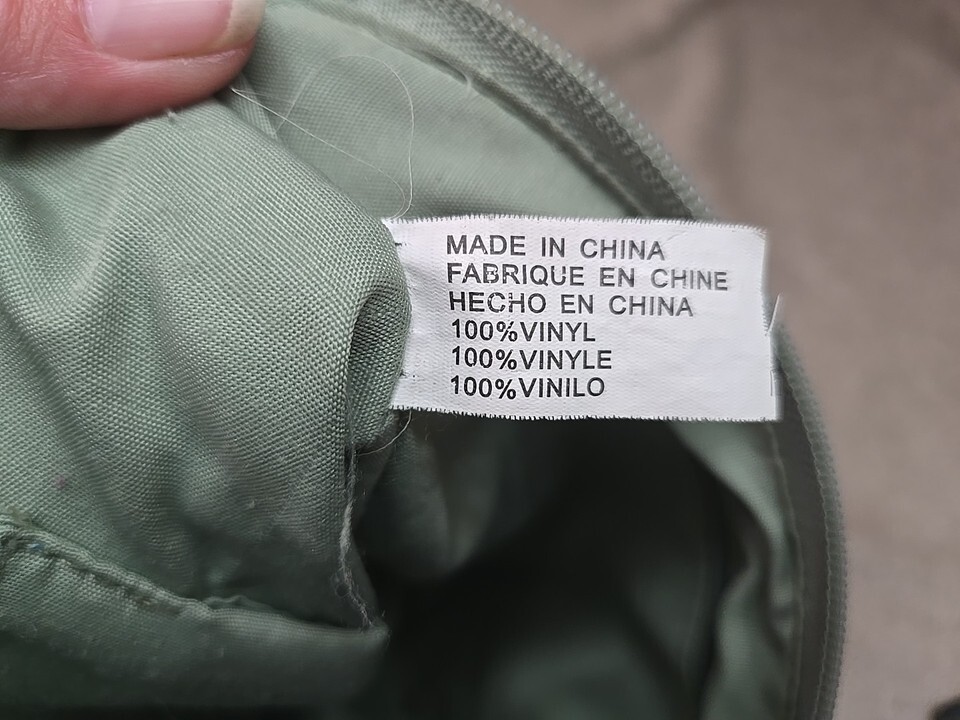 MADE IN CHINA
FABRIQUE EN CHINE
HECHO EN CHINA
100%VINYL
100%VINYLE
100%VINILO